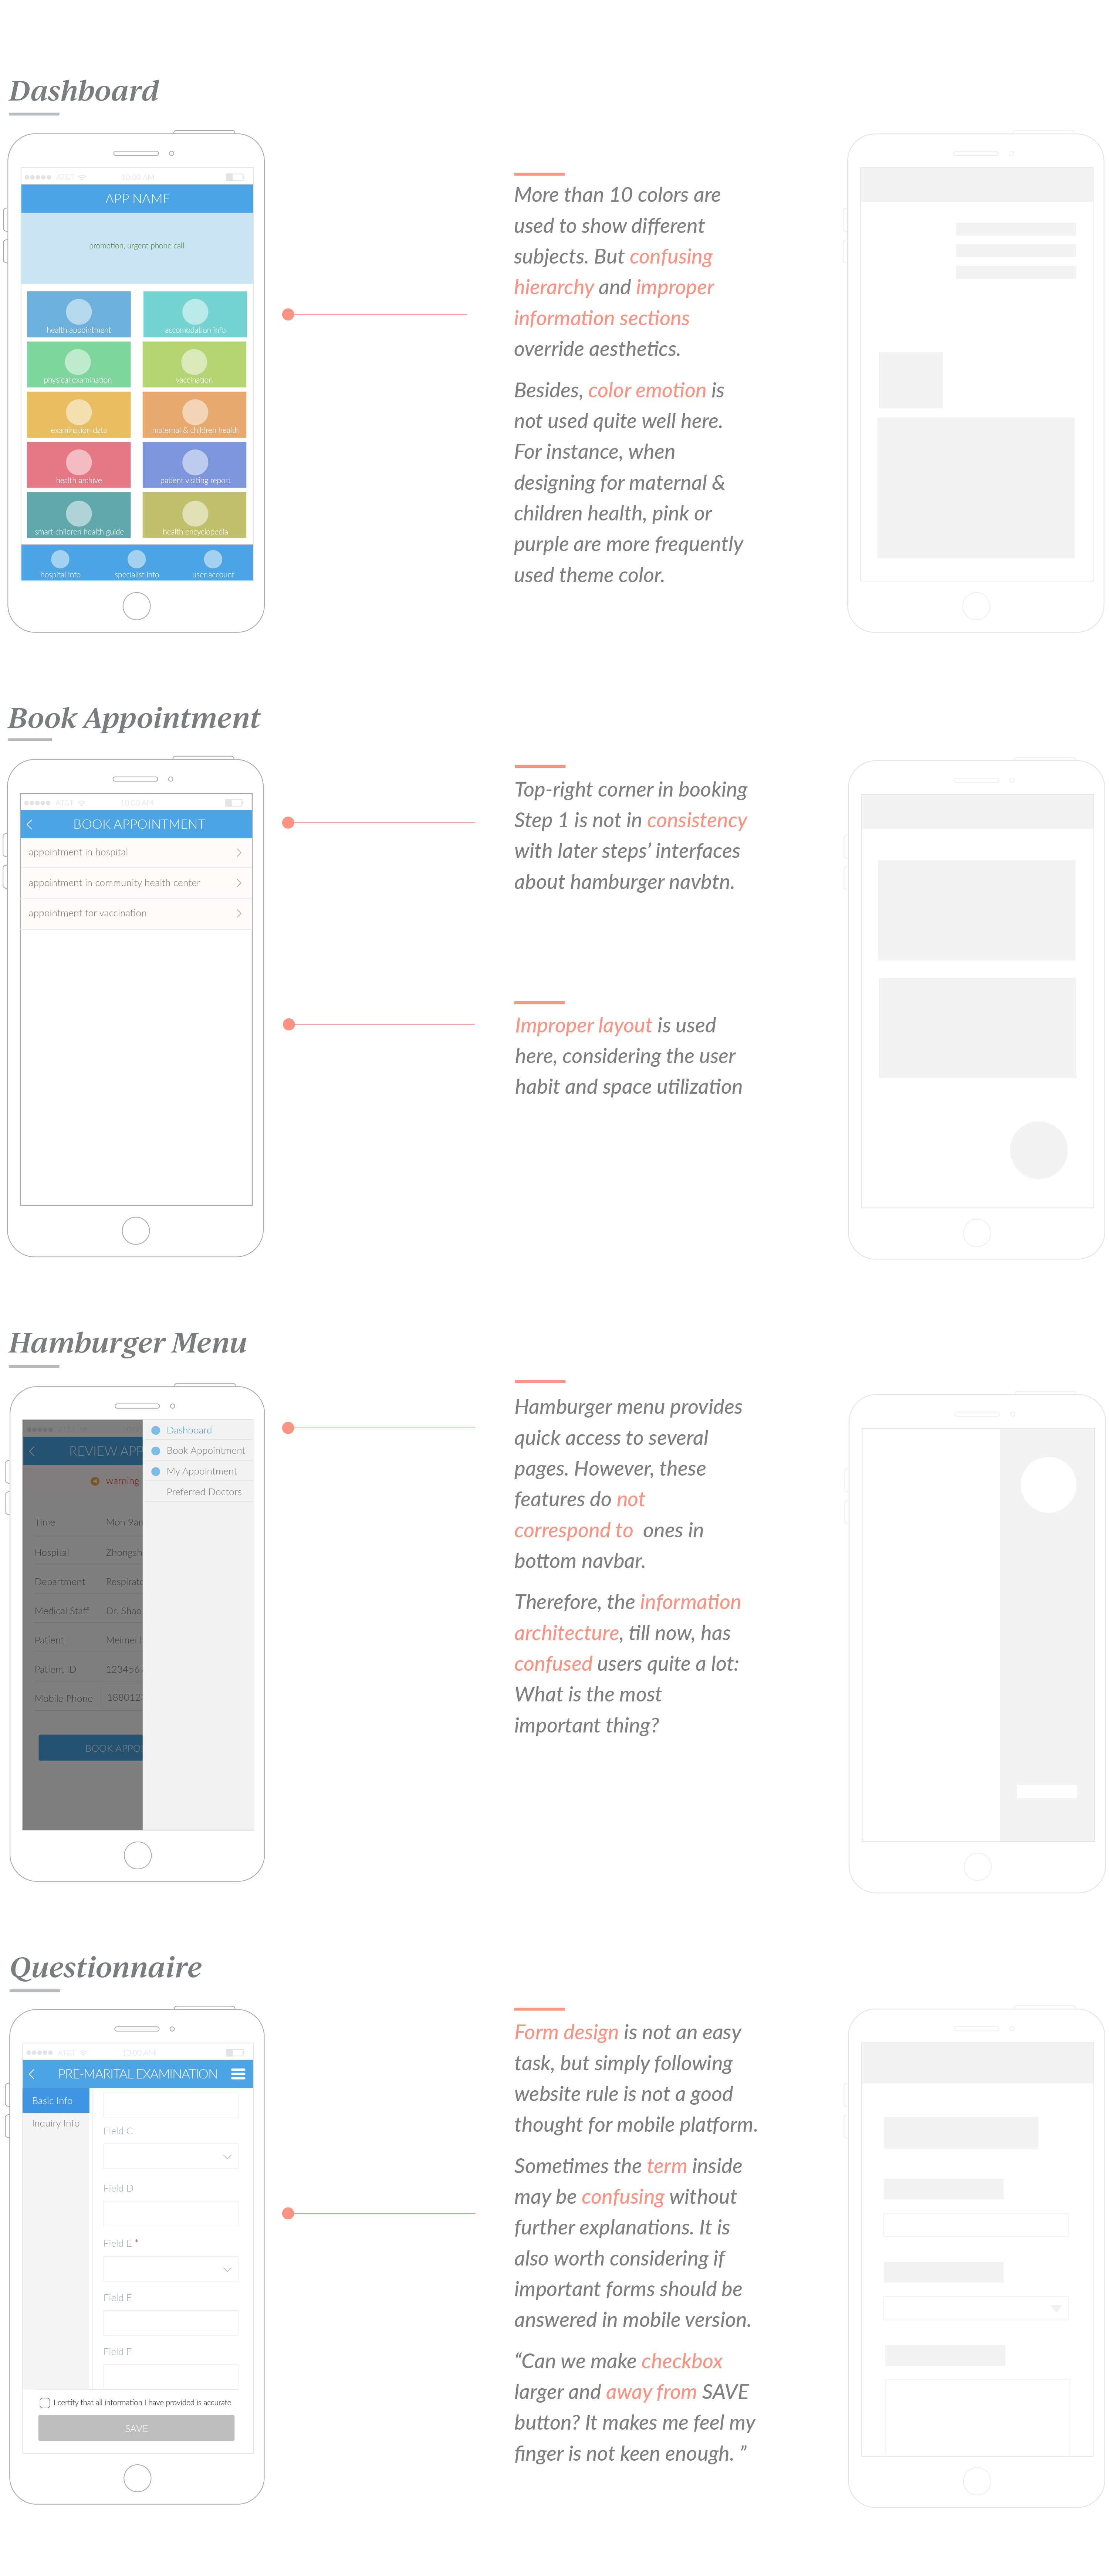 Dashboard
AT&T
10:00 AM
APP NAME
promotion, urgent phone call
health appointment
accomodation info
physical examination
vaccination
examination data
maternal & children health
health archive
patient visiting report
smart children health guide
health encyclopedia
hospital info
specialist info
user account
More than 10 colors are
used to show different
subjects. But confusing
hierarchy and improper
information sections
override aesthetics.
Besides, color emotion is
not used quite well here.
For instance, when
designing for maternal &
children health, pink or
purple are more frequently
used theme color.
Book Appointment
AT&T
10:00 AM
BOOK APPOINTMENT
appointment in hospital
appointment in community health center
appointment for vaccination
Top-right corner in booking
Step 1 is not in consistency
with later steps’ interfaces
about hamburger navbtn.
Improper layout is used
here, considering the user
habit and space utilization
Hamburger Menu
REVIEW APP
warning
Time Mon 9am
Hospital Zhongsh
Department Respirato
Medical Staff Dr. Shao
Patient Meimei H
Patient ID 1234567
Mobile Phone 188012
BOOK APPOI
Dashboard
Book Appointment
My Appointment
Preferred Doctors
Hamburger menu provides
quick access to several
pages. However, these
features do not
correspond to ones in
bottom navbar.
Therefore, the information
architecture, till now, has
confused users quite a lot:
What is the most
important thing?
Questionnaire
AT&T
10:00 AM
PRE-MARITAL EXAMINATION
Basic Info
Inquiry Info
Field C
Field D
Field E *
Field E
Field F
I certify that all information I have provided is accurate
SAVE
Form design is not an easy
task, but simply following
website rule is not a good
thought for mobile platform.
Sometimes the term inside
may be confusing without
further explanations. It is
also worth considering if
important forms should be
answered in mobile version.
“Can we make checkbox
larger and away from SAVE
button? It makes me feel my
finger is not keen enough. ”